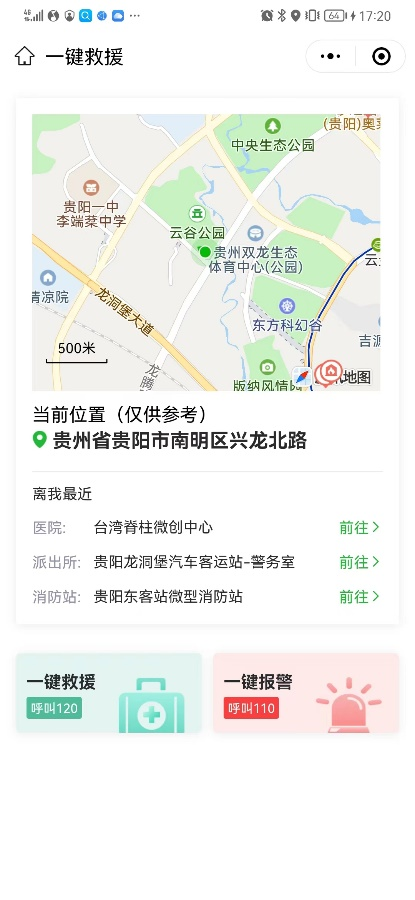 17:20
一键救援
(贵阳)奥莱
中央生态公园
贵阳一中
李端棻中学
云谷公园
贵州双龙生态
体育中心(公园)
清凉院
龙洞堡大道
东方科幻谷
500米
龙腾
版纳风情园
地图
当前位置（仅供参考）
贵州省贵阳市南明区兴龙北路
离我最近
医院: 台湾脊柱微创中心 前往
派出所: 贵阳龙洞堡汽车客运站-警务室 前往
消防站: 贵阳东客站微型消防站 前往
一键救援 一键报警
呼叫120 呼叫110